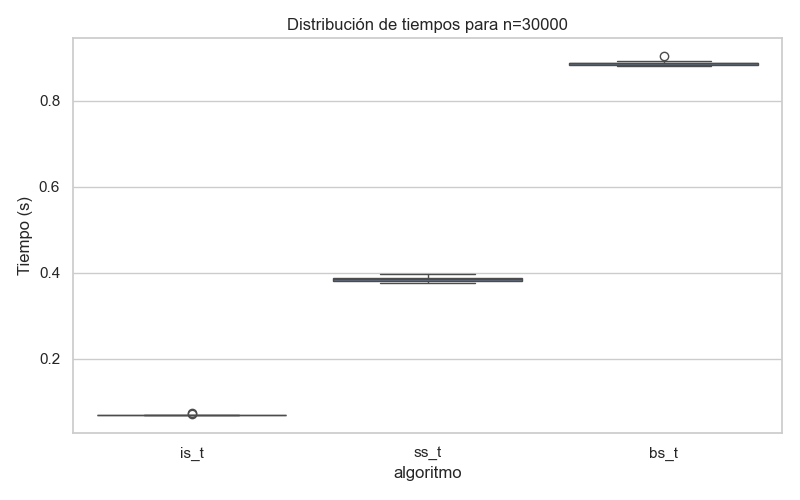 Distribución de tiempos para n=30000
Tiempo (s)
0.8
0.6
0.4
0.2
is_t
ss_t
bs_t
algoritmo